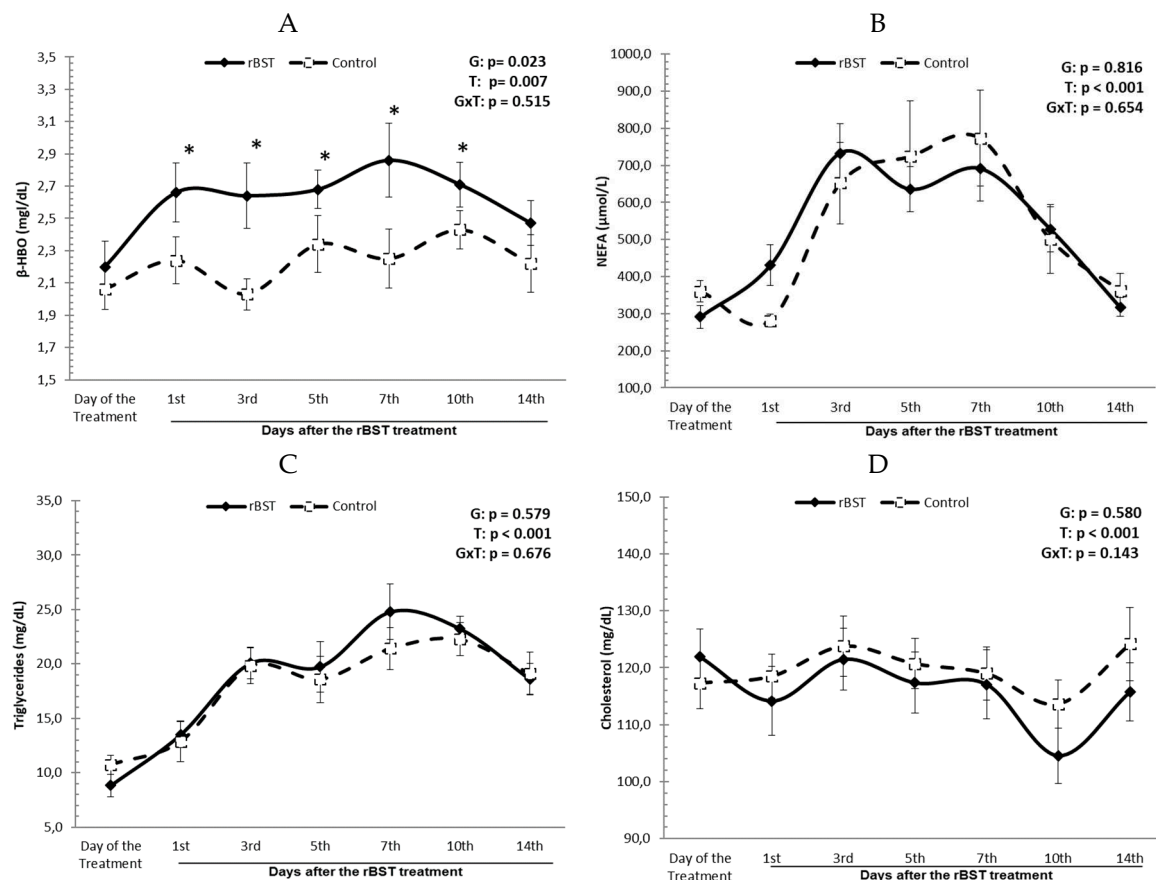 A
rBST Control
G: p= 0.023
T: p= 0.007
GxT: p = 0.515
3,5
3,3
3,1
2,9
2,7
2,5
2,3
2,1
1,9
1,7
1,5
β-HBO (mgl/dL)
* * * * *
Day of the Treatment 1st 3rd 5th 7th 10th 14th
Days after the rBST treatment
B
rBST Control
G: p = 0.816
T: p < 0.001
GxT: p = 0.654
1000,0
900,0
800,0
700,0
600,0
500,0
400,0
300,0
200,0
100,0
NEFA (μmol/L)
Day of the Treatment 1st 3rd 5th 7th 10th 14th
Days after the rBST treatment
C
rBST Control
G: p = 0.579
T: p < 0.001
GxT: p = 0.676
35,0
30,0
25,0
20,0
15,0
10,0
5,0
Triglycerides (mg/dL)
Day of the Treatment 1st 3rd 5th 7th 10th 14th
Days after the rBST treatment
D
rBST Control
G: p = 0.580
T: p < 0.001
GxT: p = 0.143
150,0
140,0
130,0
120,0
110,0
100,0
90,0
Cholesterol (mg/dL)
Day of the Treatment 1st 3rd 5th 7th 10th 14th
Days after the rBST treatment